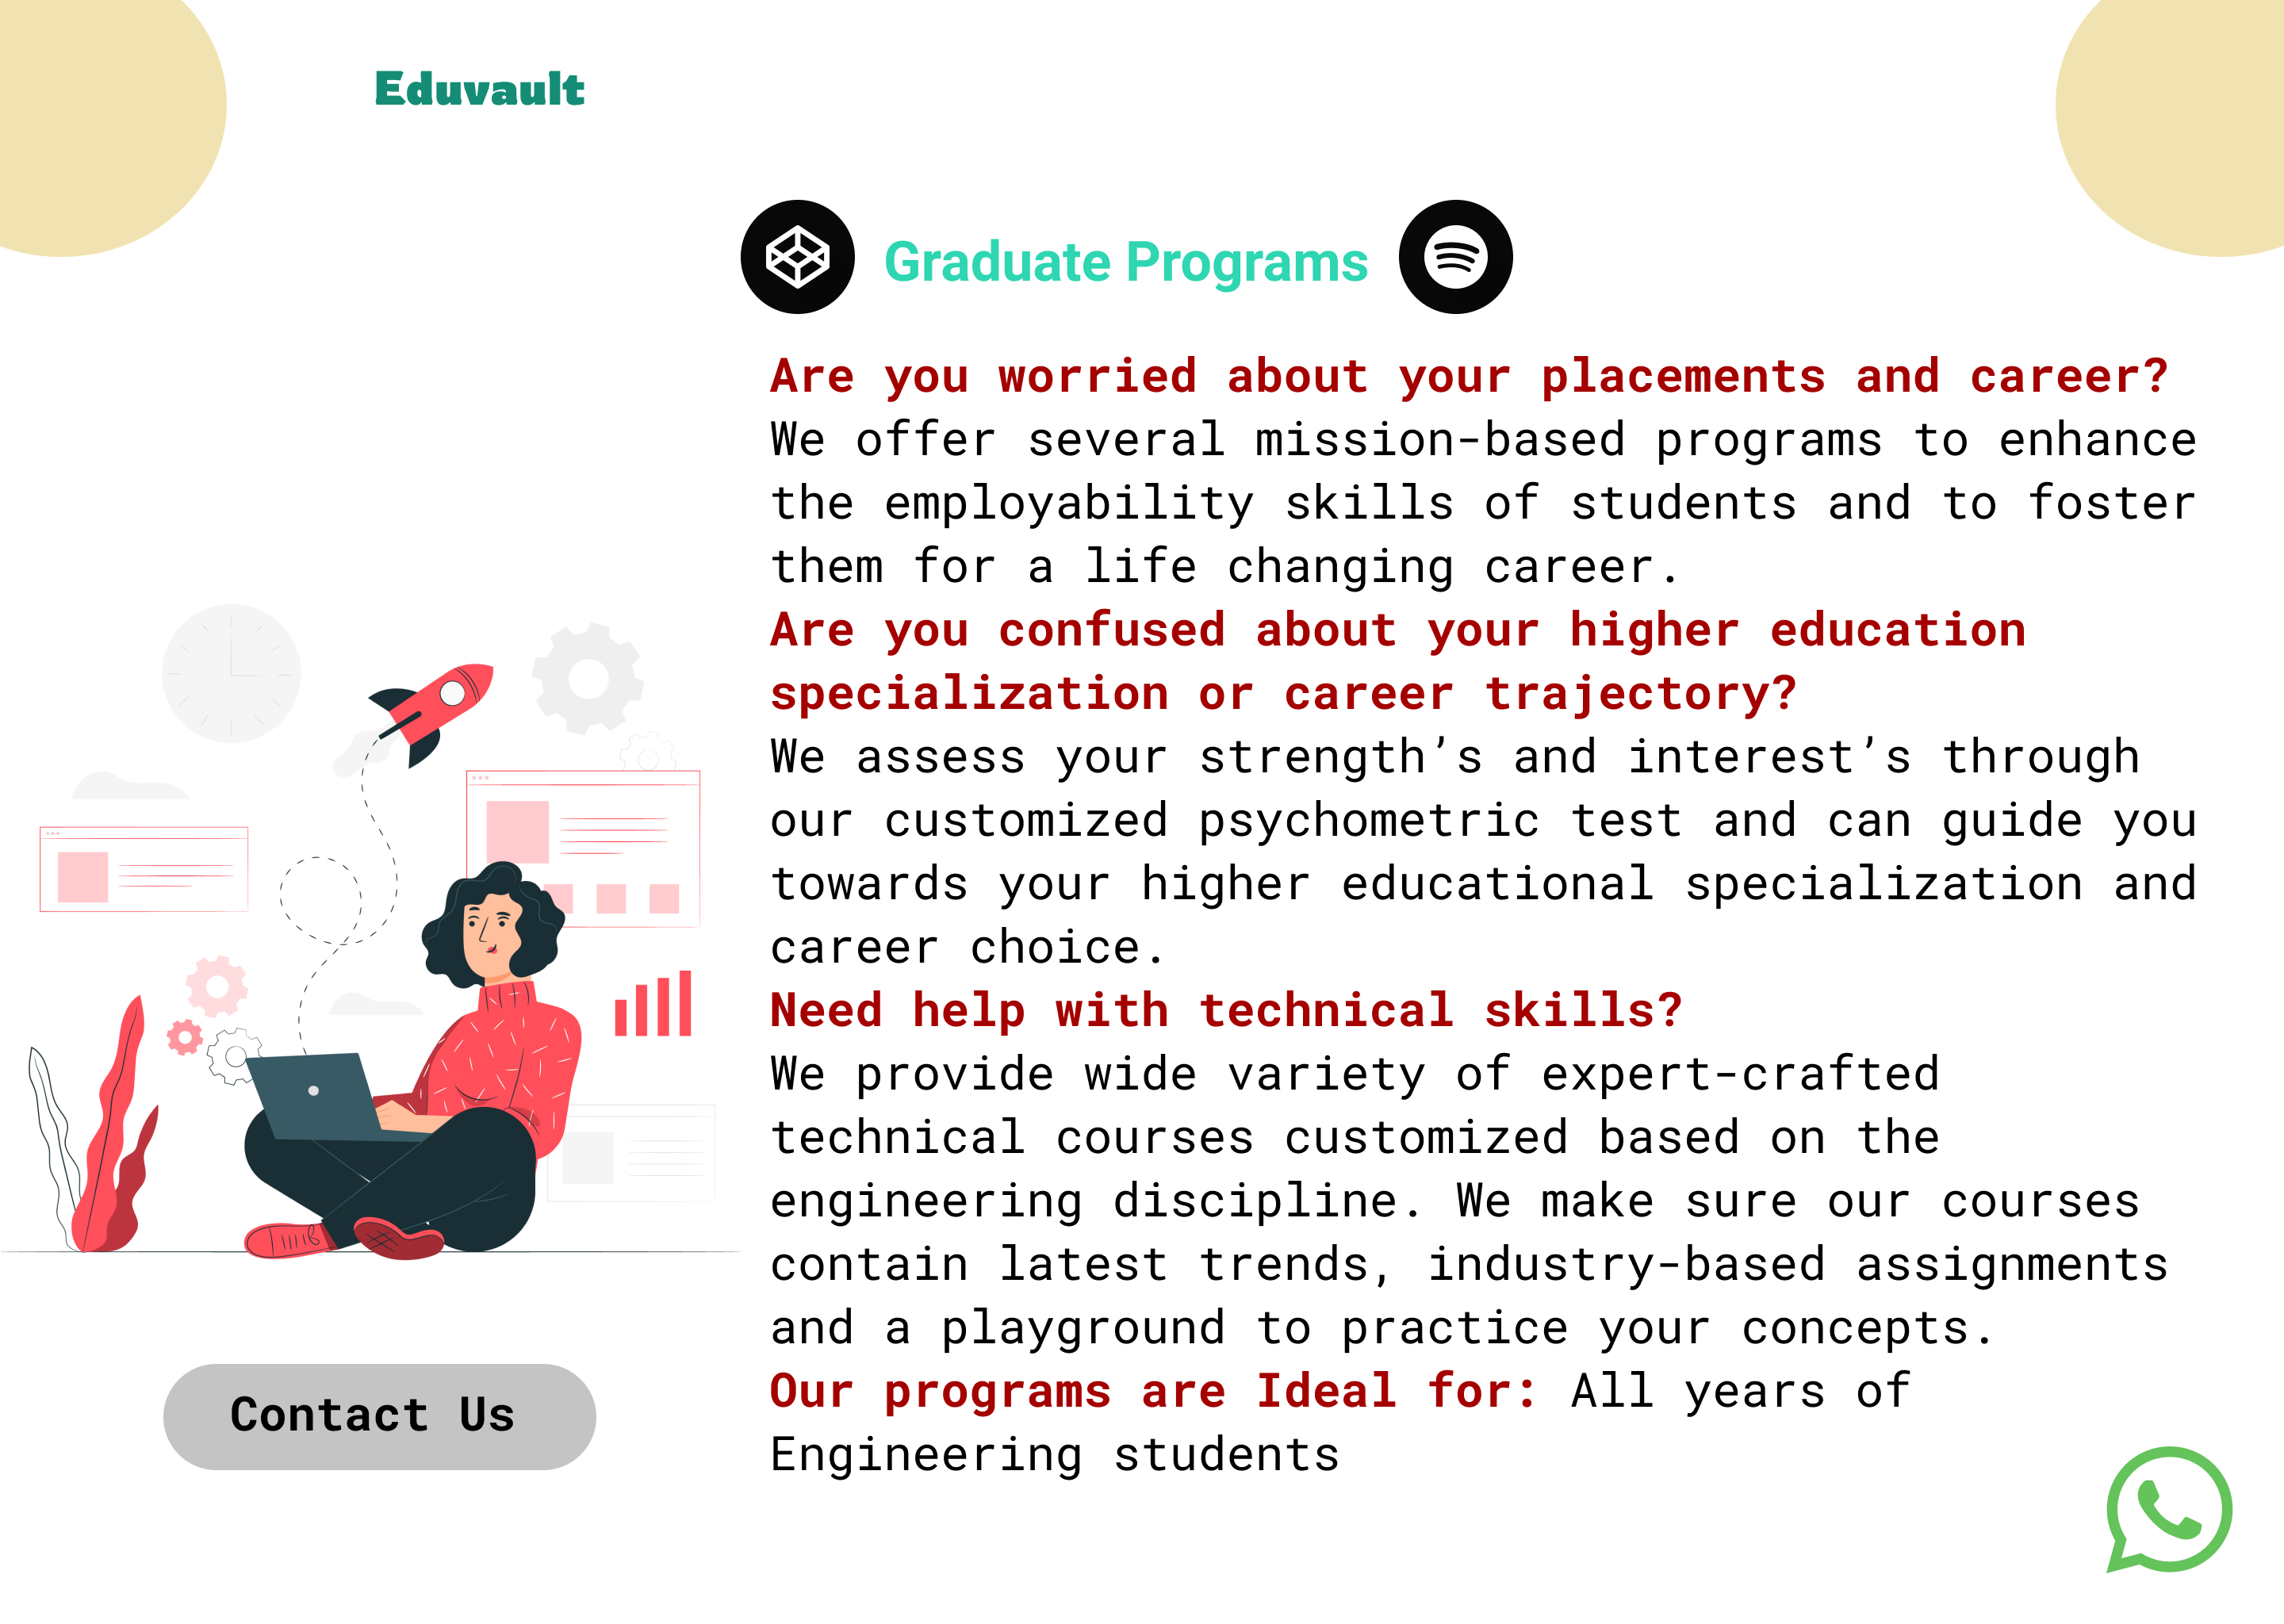 Eduvault
Graduate Programs
Are you worried about your placements and career?
We offer several mission-based programs to enhance
the employability skills of students and to foster
them for a life changing career.
Are you confused about your higher education
specialization or career trajectory?
We assess your strength’s and interest’s through
our customized psychometric test and can guide you
towards your higher educational specialization and
career choice.
Need help with technical skills?
We provide wide variety of expert-crafted
technical courses customized based on the
engineering discipline. We make sure our courses
contain latest trends, industry-based assignments
and a playground to practice your concepts.
Our programs are Ideal for: All years of
Engineering students
Contact Us